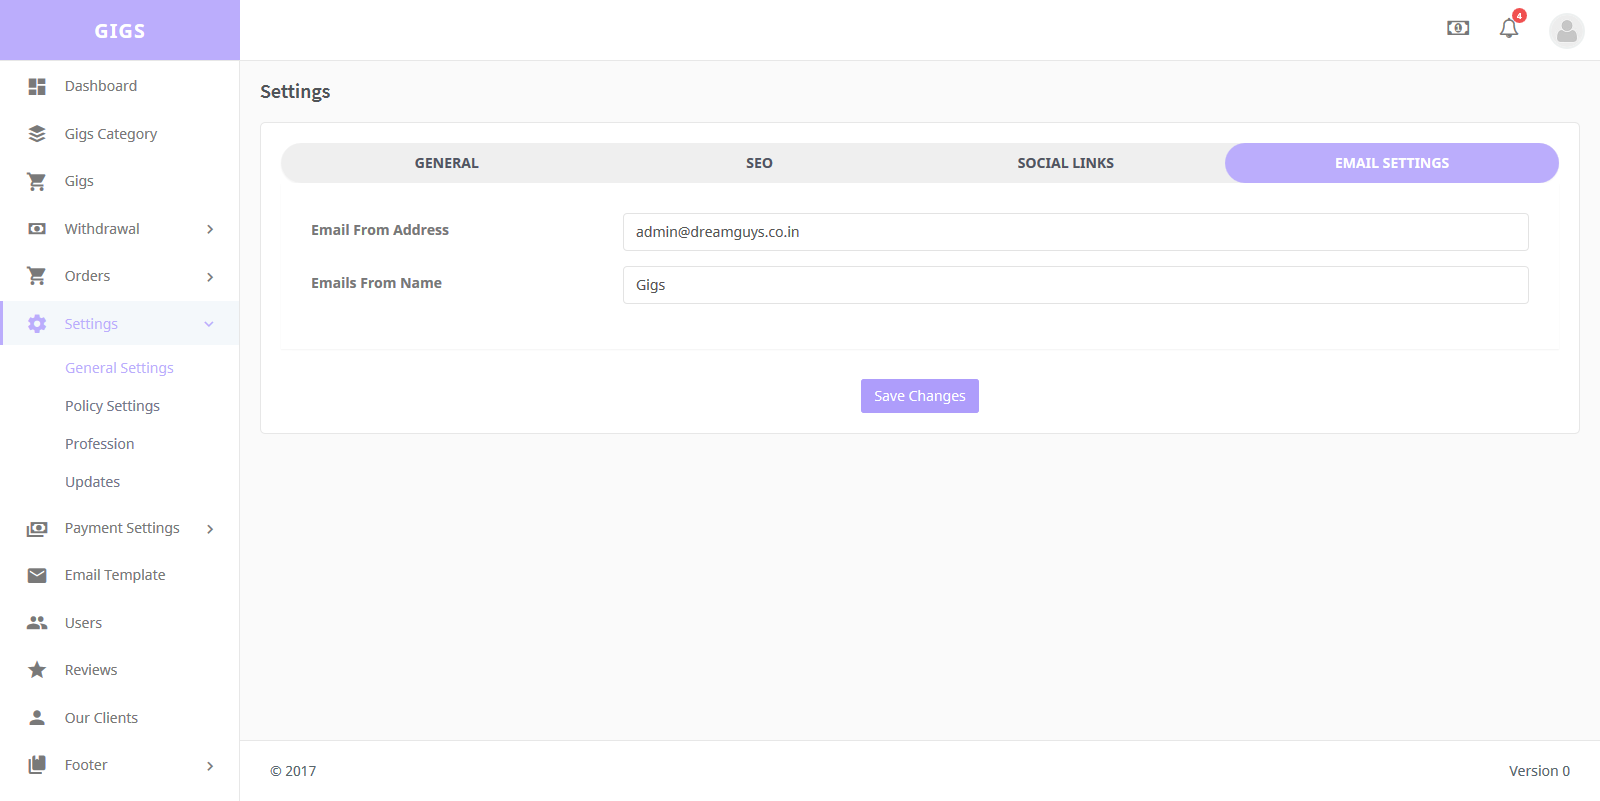 GIGS
4
Dashboard
Gigs Category
Gigs
Withdrawal
Orders
Settings
General Settings
Policy Settings
Profession
Updates
Payment Settings
Email Template
Users
Reviews
Our Clients
Footer
Settings
GENERAL SEO SOCIAL LINKS EMAIL SETTINGS
Email From Address admin@dreamguys.co.in
Emails From Name Gigs
Save Changes
© 2017 Version 0